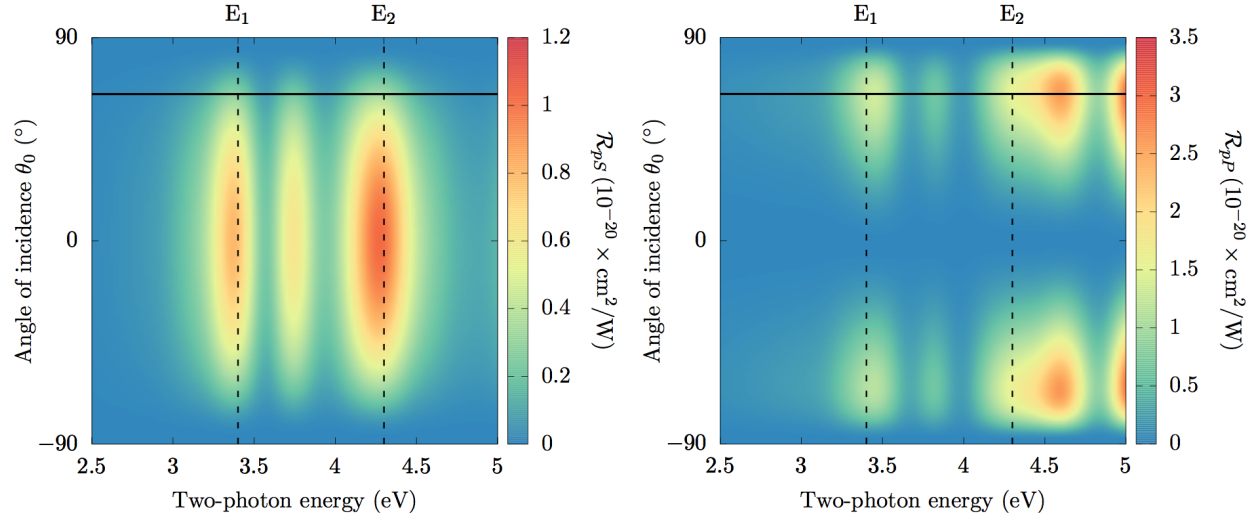 E₁ E₂
90
0
−90
Angle of incidence θ₀ (°)
2.5 3 3.5 4 4.5 5
Two-photon energy (eV)
1.2
1
0.8
0.6
0.4
0.2
0
ℛpS (10⁻²⁰ × cm²/W)
E₁ E₂
90
0
−90
Angle of incidence θ₀ (°)
2.5 3 3.5 4 4.5 5
Two-photon energy (eV)
3.5
3
2.5
2
1.5
1
0.5
0
ℛpP (10⁻²⁰ × cm²/W)